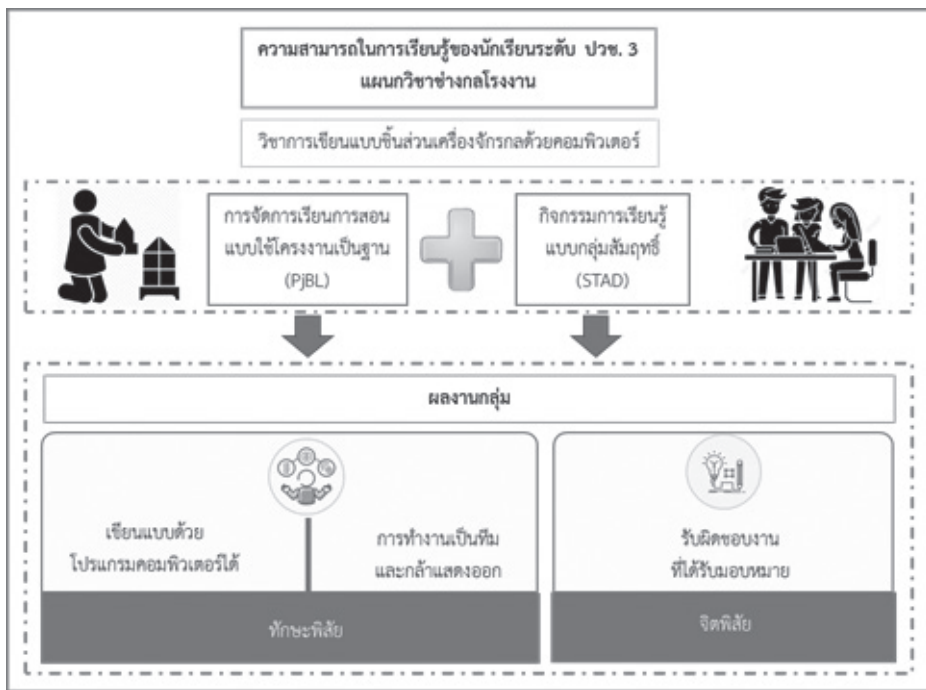 ความสามารถในการเรียนรู้ของนักเรียนระดับ ปวช. 3
แผนกวิชาช่างกลโรงงาน
วิชาการเขียนแบบชิ้นส่วนเครื่องจักรกลด้วยคอมพิวเตอร์
การจัดการเรียนการสอน
แบบใช้โครงงานเป็นฐาน
(PjBL)
กิจกรรมการเรียนรู้
แบบกลุ่มสัมฤทธิ์
(STAD)
ผลงานกลุ่ม
เขียนแบบด้วย
โปรแกรมคอมพิวเตอร์ได้
การทำงานเป็นทีม
และกล้าแสดงออก
รับผิดชอบงาน
ที่ได้รับมอบหมาย
ทักษะพิสัย
จิตพิสัย